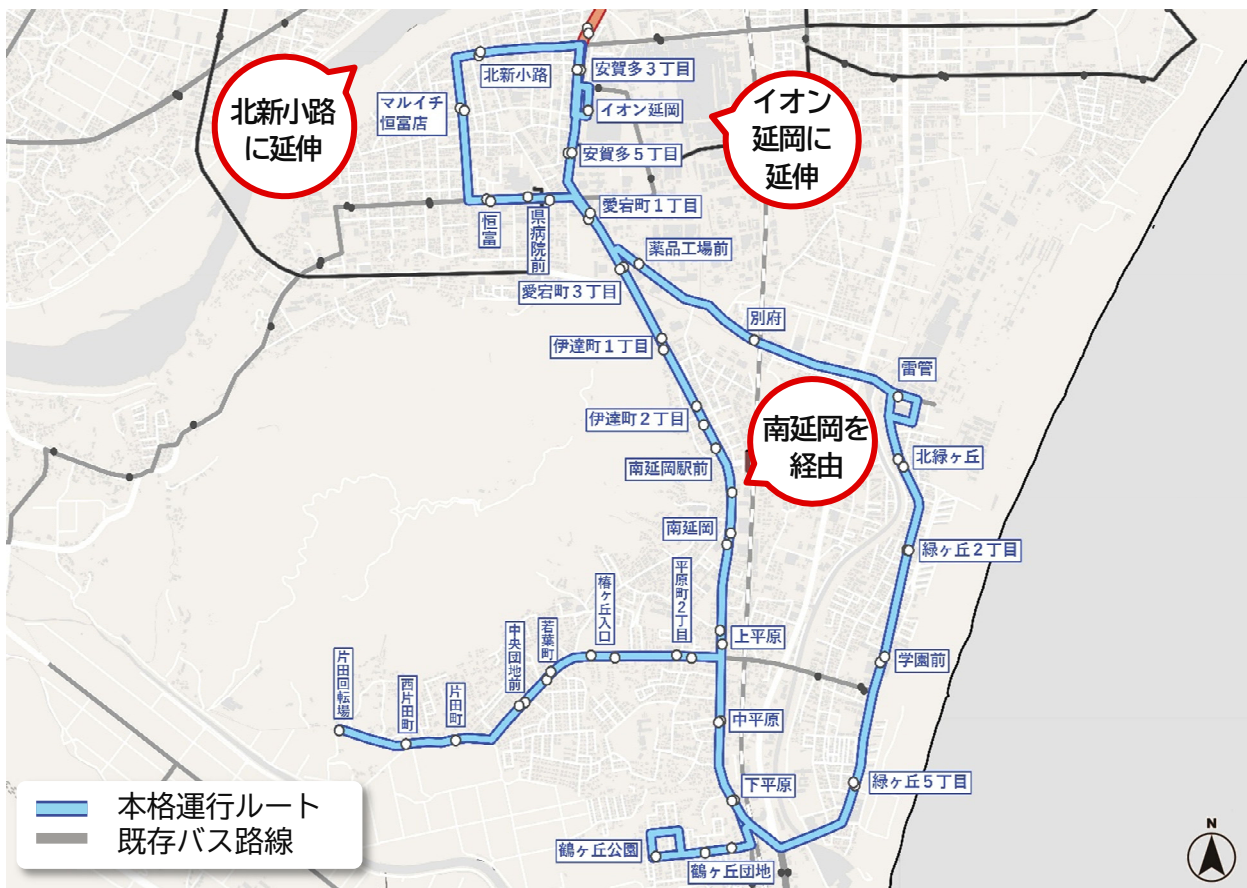 北新小路
安賀多3丁目
マルイチ
恒富店
イオン延岡
北新小路
に延伸
イオン
延岡に
延伸
安賀多5丁目
恒富
県病院前
愛宕町1丁目
薬品工場前
愛宕町3丁目
別府
伊達町1丁目
雷管
伊達町2丁目
南延岡を
経由
南延岡駅前
北緑ヶ丘
南延岡
緑ヶ丘2丁目
平原町2丁目
椿ヶ丘入口
上平原
若葉町
中央団地前
学園前
片田回転場
西片田町
片田町
中平原
下平原
緑ヶ丘5丁目
鶴ヶ丘公園
鶴ヶ丘団地
本格運行ルート
既存バス路線
N